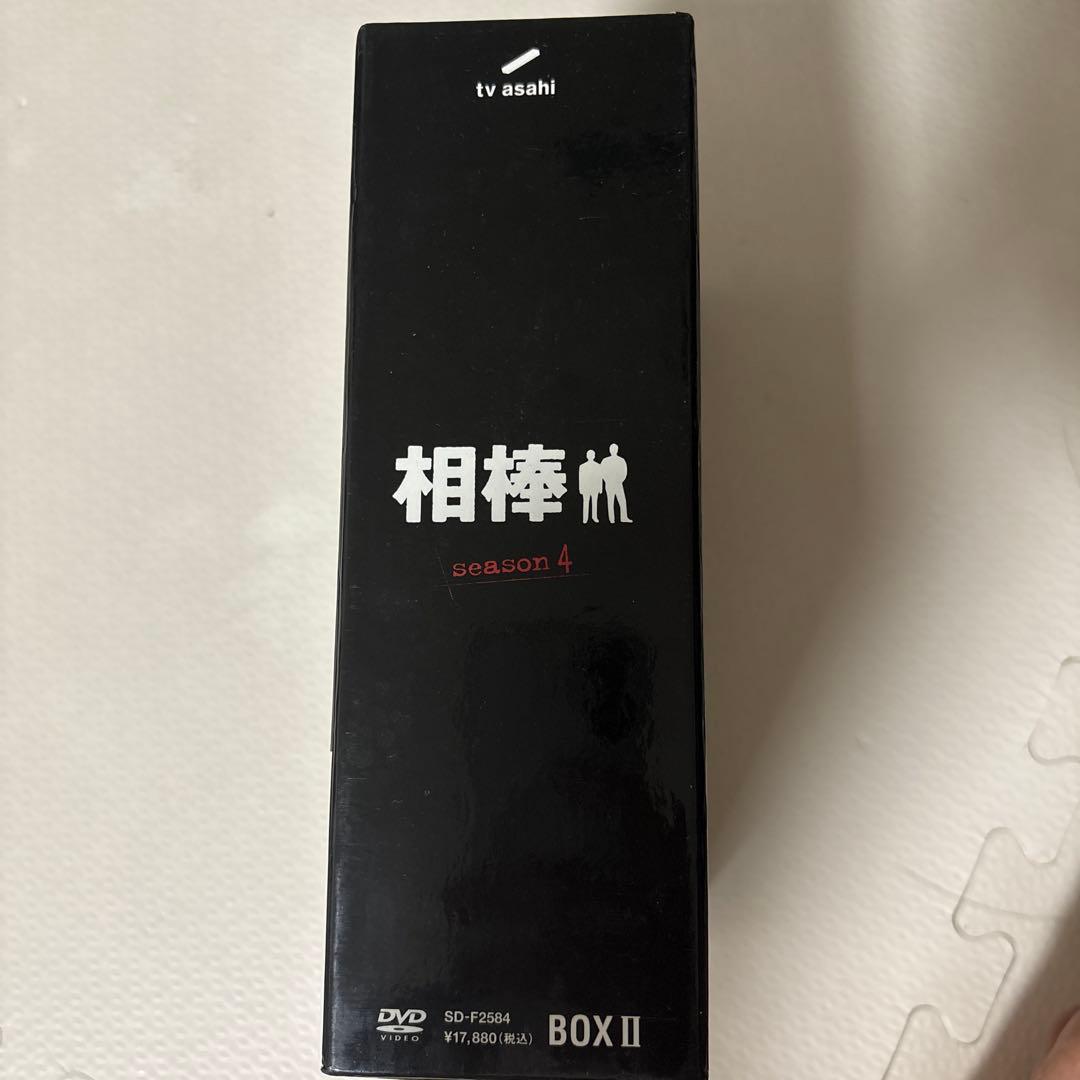 tv asahi
相棒
season 4
DVD
VIDEO
SD-F2584
¥17,880(税込)
BOX II